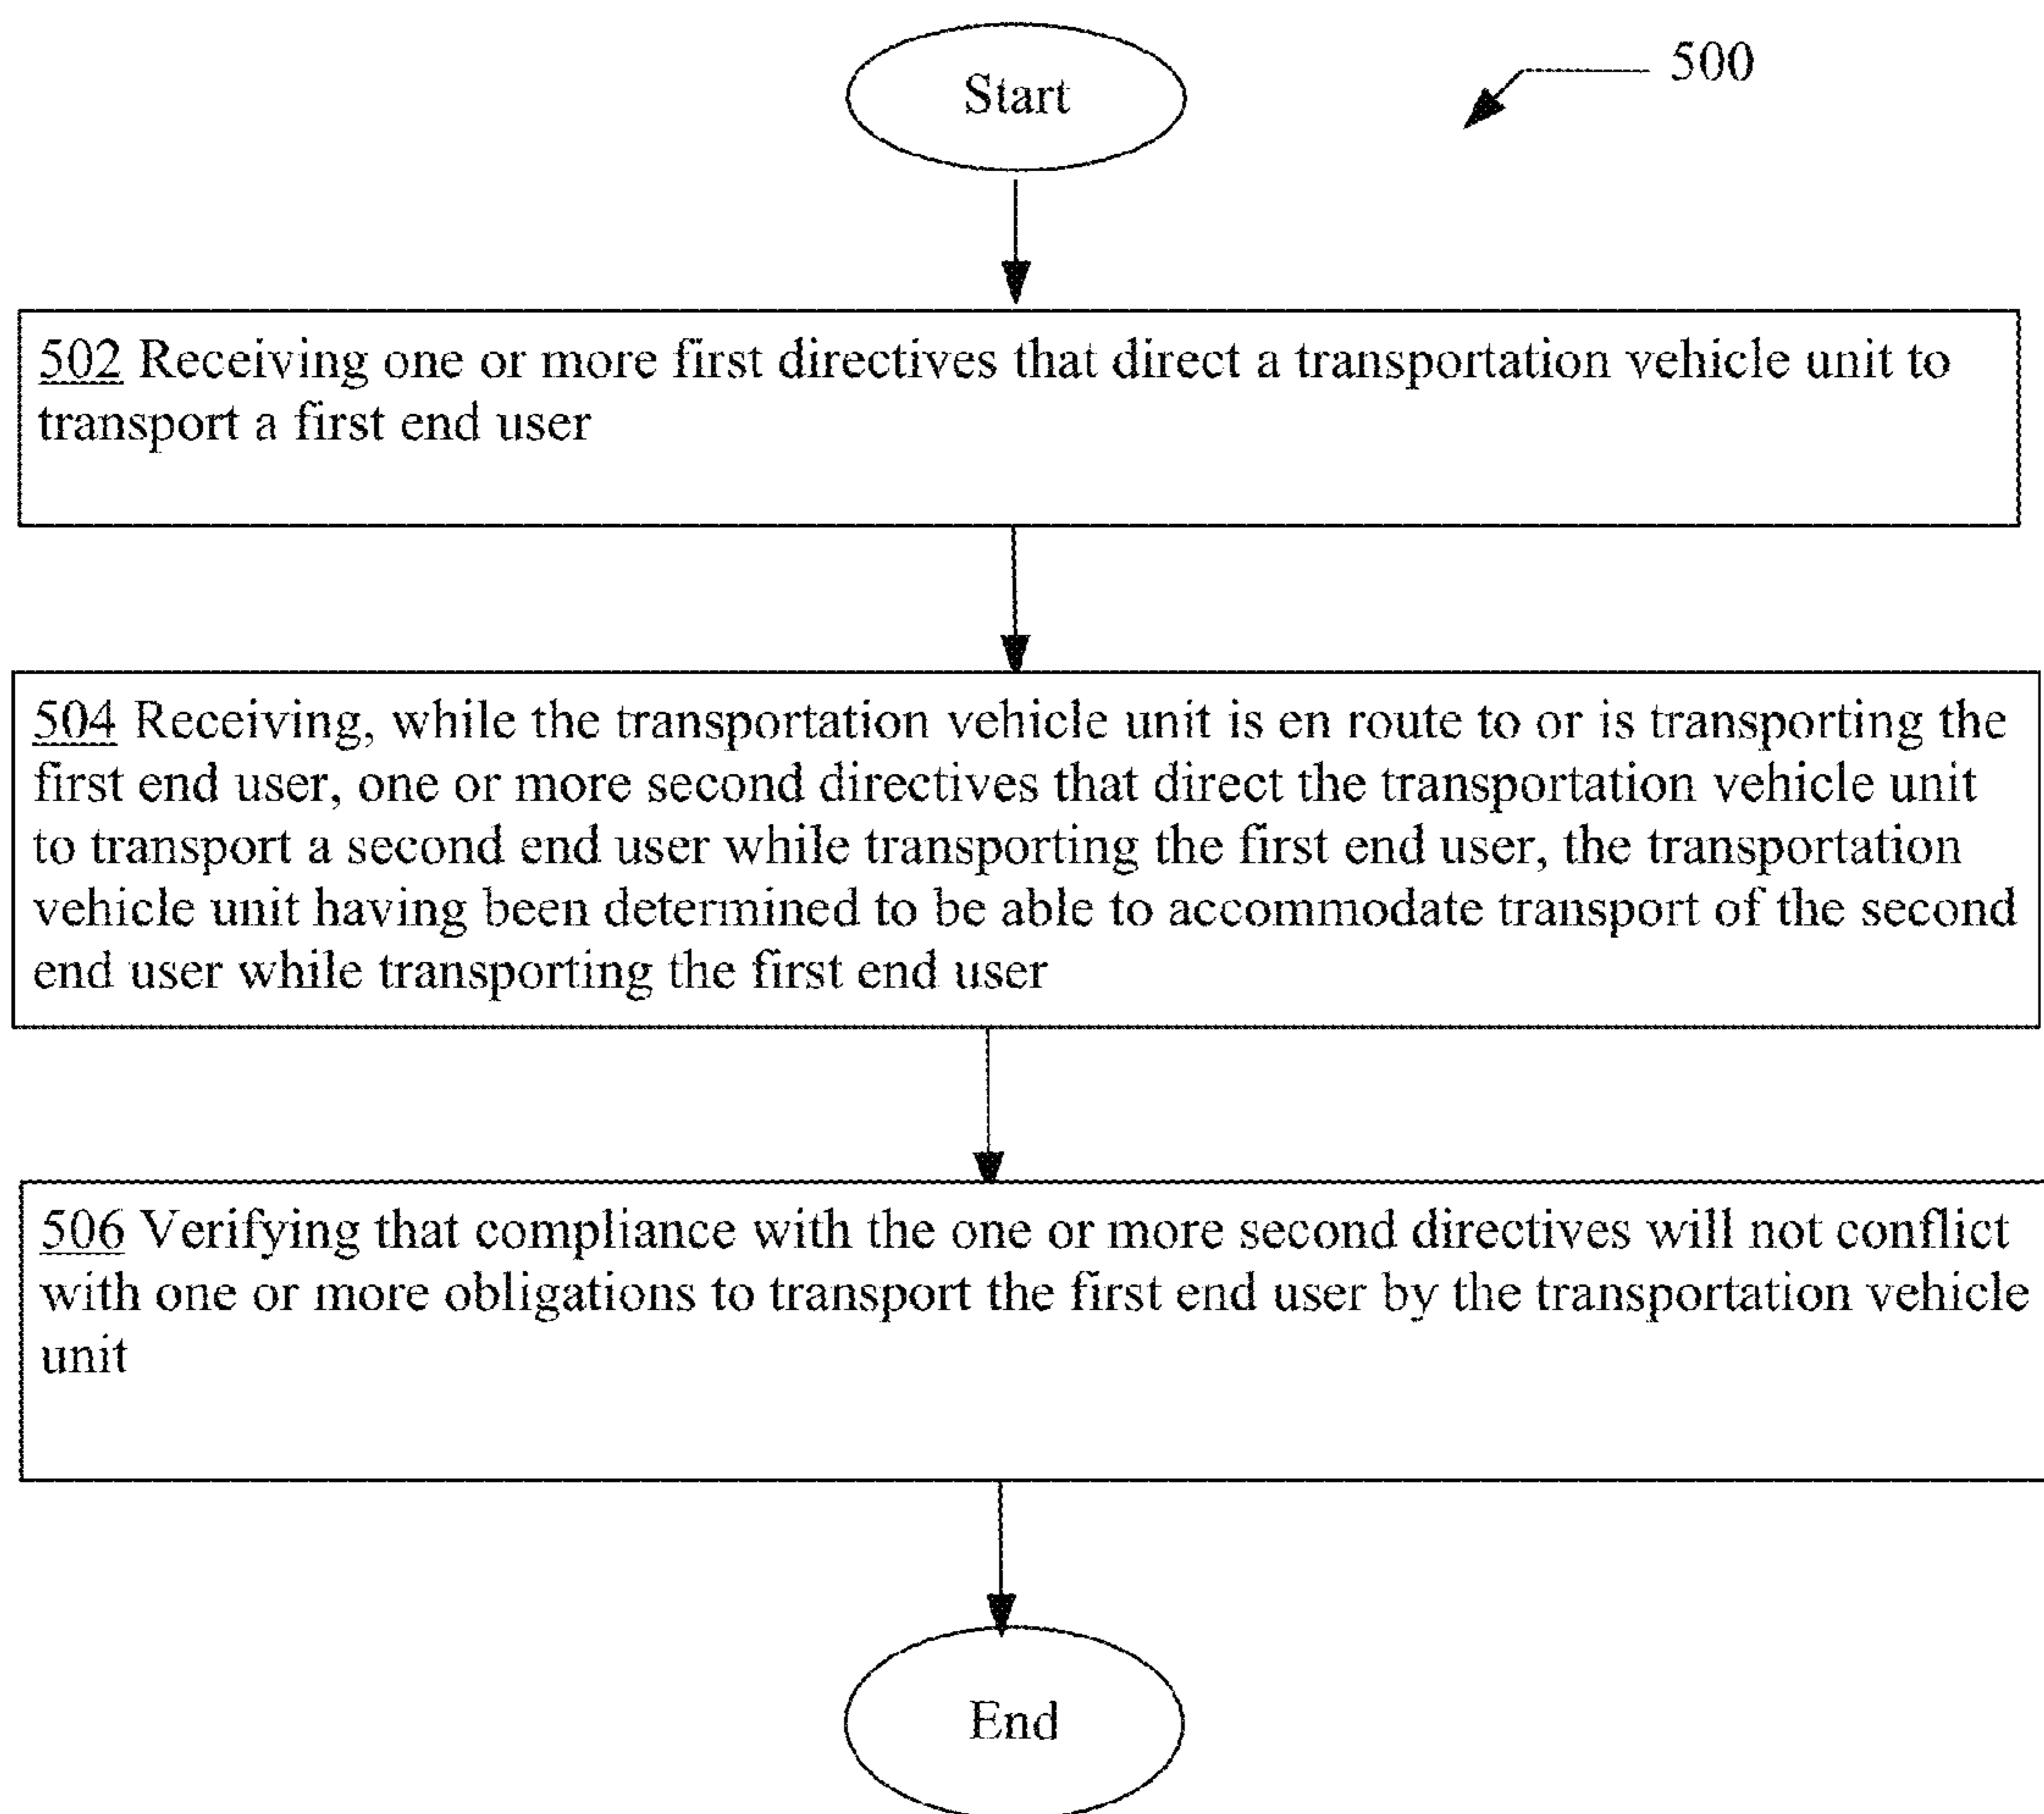 Start
500
502 Receiving one or more first directives that direct a transportation vehicle unit to
transport a first end user
504 Receiving, while the transportation vehicle unit is en route to or is transporting the
first end user, one or more second directives that direct the transportation vehicle unit
to transport a second end user while transporting the first end user, the transportation
vehicle unit having been determined to be able to accommodate transport of the second
end user while transporting the first end user
506 Verifying that compliance with the one or more second directives will not conflict
with one or more obligations to transport the first end user by the transportation vehicle
unit
End